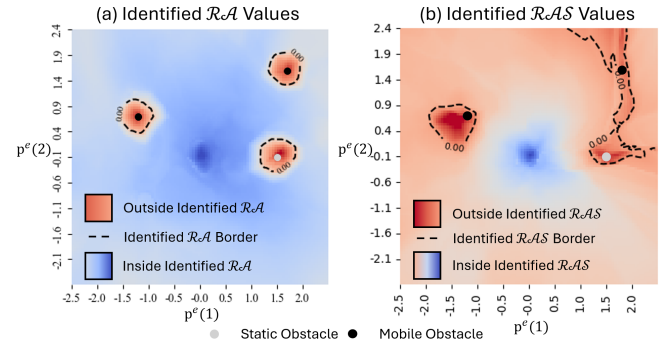 (a) Identified ℛ𝒜 Values
2.4
1.9
1.4
0.9
0.4
-0.1
-0.6
-1.1
-1.6
-2.1
pᵉ(2)
0.00
0.00
0.00
Outside Identified ℛ𝒜
Identified ℛ𝒜 Border
Inside Identified ℛ𝒜
-2.5 -2.0 -1.5 -1.0 -0.5 -0.0 0.5 1.0 1.5 2.0
pᵉ(1)
(b) Identified ℛ𝒜𝒮 Values
2.4
1.9
1.4
0.9
0.4
-0.1
-0.6
-1.1
-1.6
-2.1
pᵉ(2)
0.00
0.00
0.00
Outside Identified ℛ𝒜𝒮
Identified ℛ𝒜𝒮 Border
Inside Identified ℛ𝒜𝒮
-2.5 -2.0 -1.5 -1.0 -0.5 -0.0 0.5 1.0 1.5 2.0
pᵉ(1)
Static Obstacle Mobile Obstacle